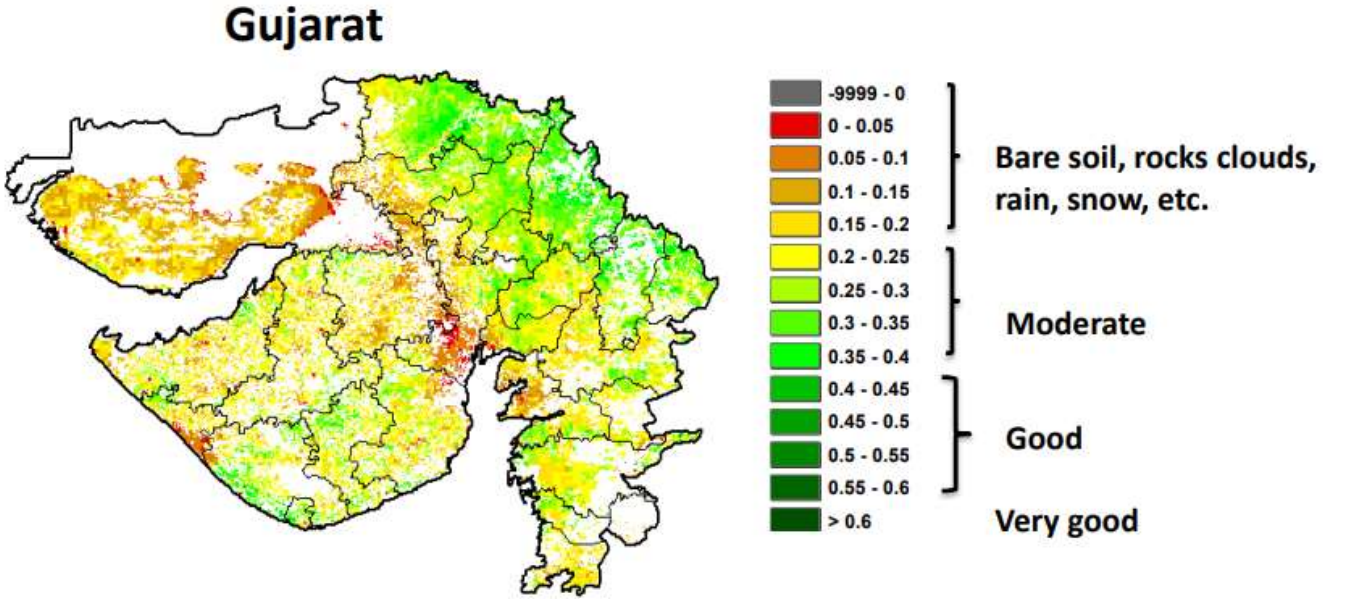 Gujarat
-9999 - 0
0 - 0.05
0.05 - 0.1
0.1 - 0.15
0.15 - 0.2
0.2 - 0.25
0.25 - 0.3
0.3 - 0.35
0.35 - 0.4
0.4 - 0.45
0.45 - 0.5
0.5 - 0.55
0.55 - 0.6
> 0.6
Bare soil, rocks clouds,
rain, snow, etc.
Moderate
Good
Very good